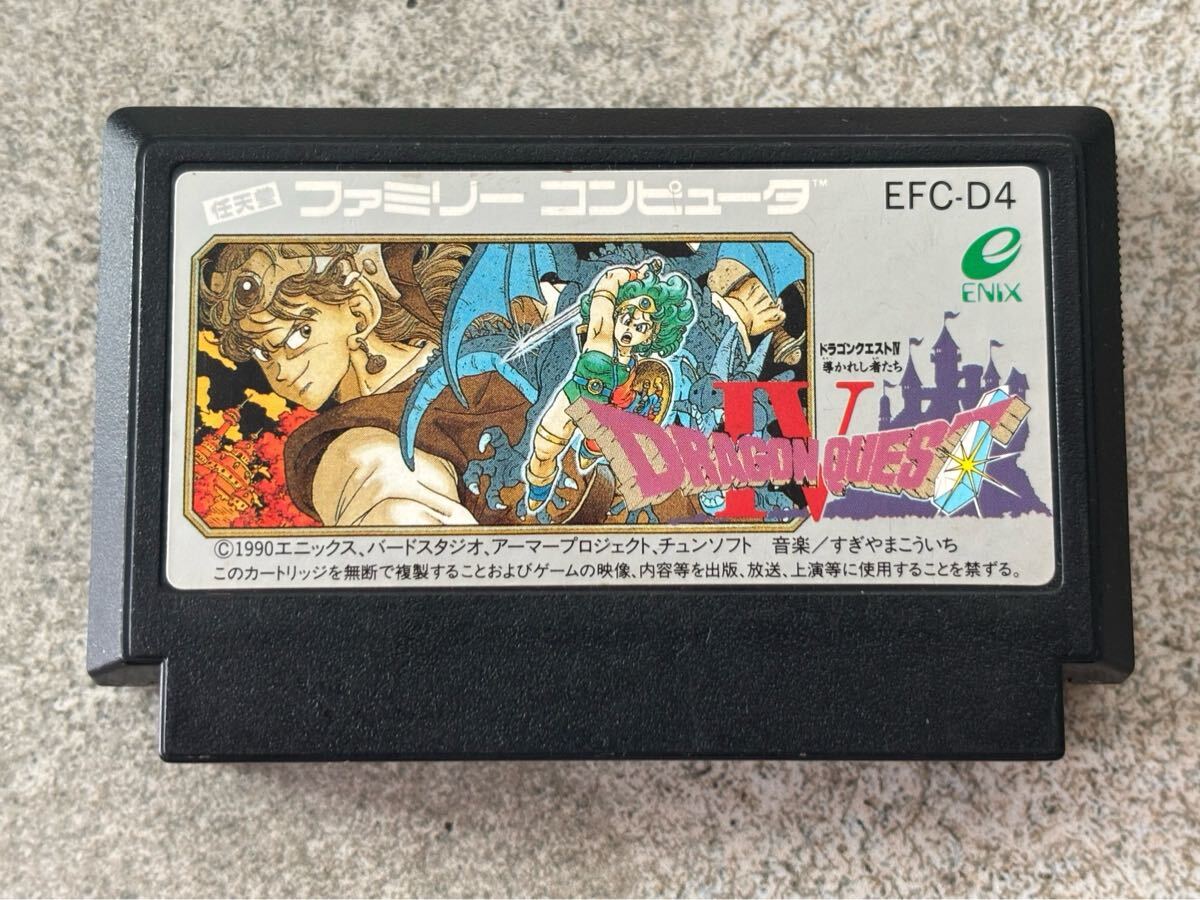 任天堂 ファミリー コンピュータ™
EFC-D4
e
ENIX
ドラゴンクエストIV
導かれし者たち
IV
DRAGON QUEST
©1990エニックス、バードスタジオ、アーマープロジェクト、チュンソフト 音楽/すぎやまこういち
このカートリッジを無断で複製することおよびゲームの映像、内容等を出版、放送、上演等に使用することを禁ずる。